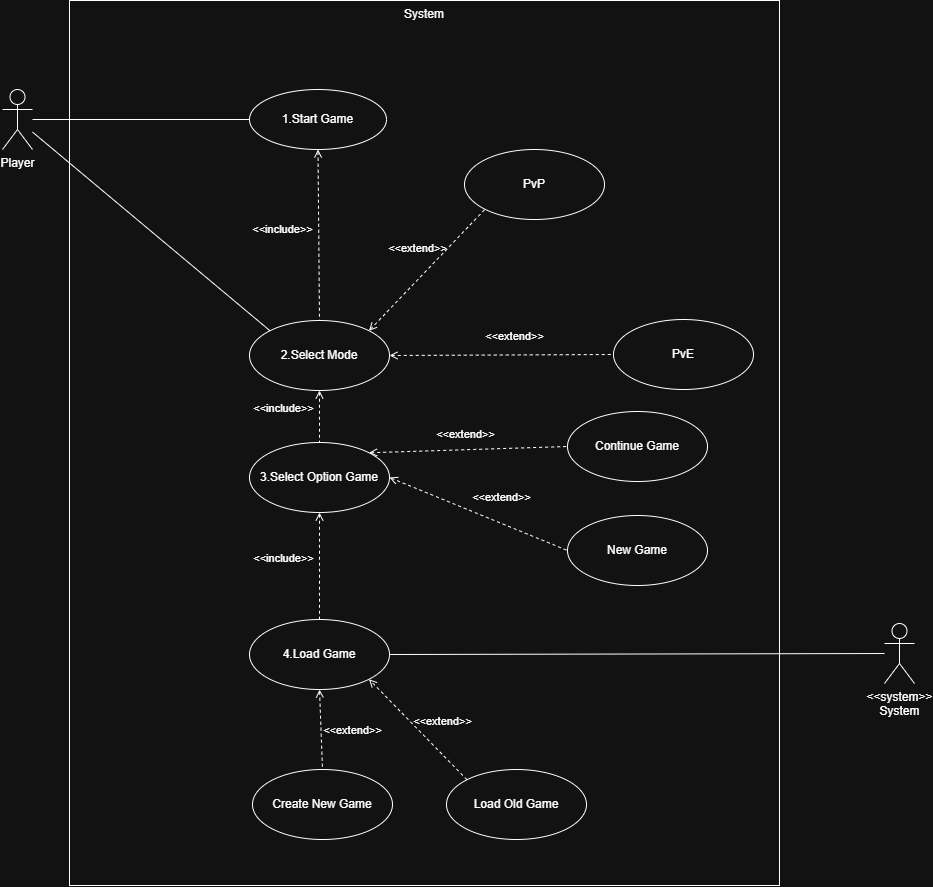 System
1.Start Game
Player
PvP
<<include>>
<<extend>>
<<extend>>
2.Select Mode
PvE
<<include>>
<<extend>>
Continue Game
3.Select Option Game
<<extend>>
New Game
<<include>>
4.Load Game
<<system>>
System
<<extend>>
<<extend>>
Create New Game
Load Old Game